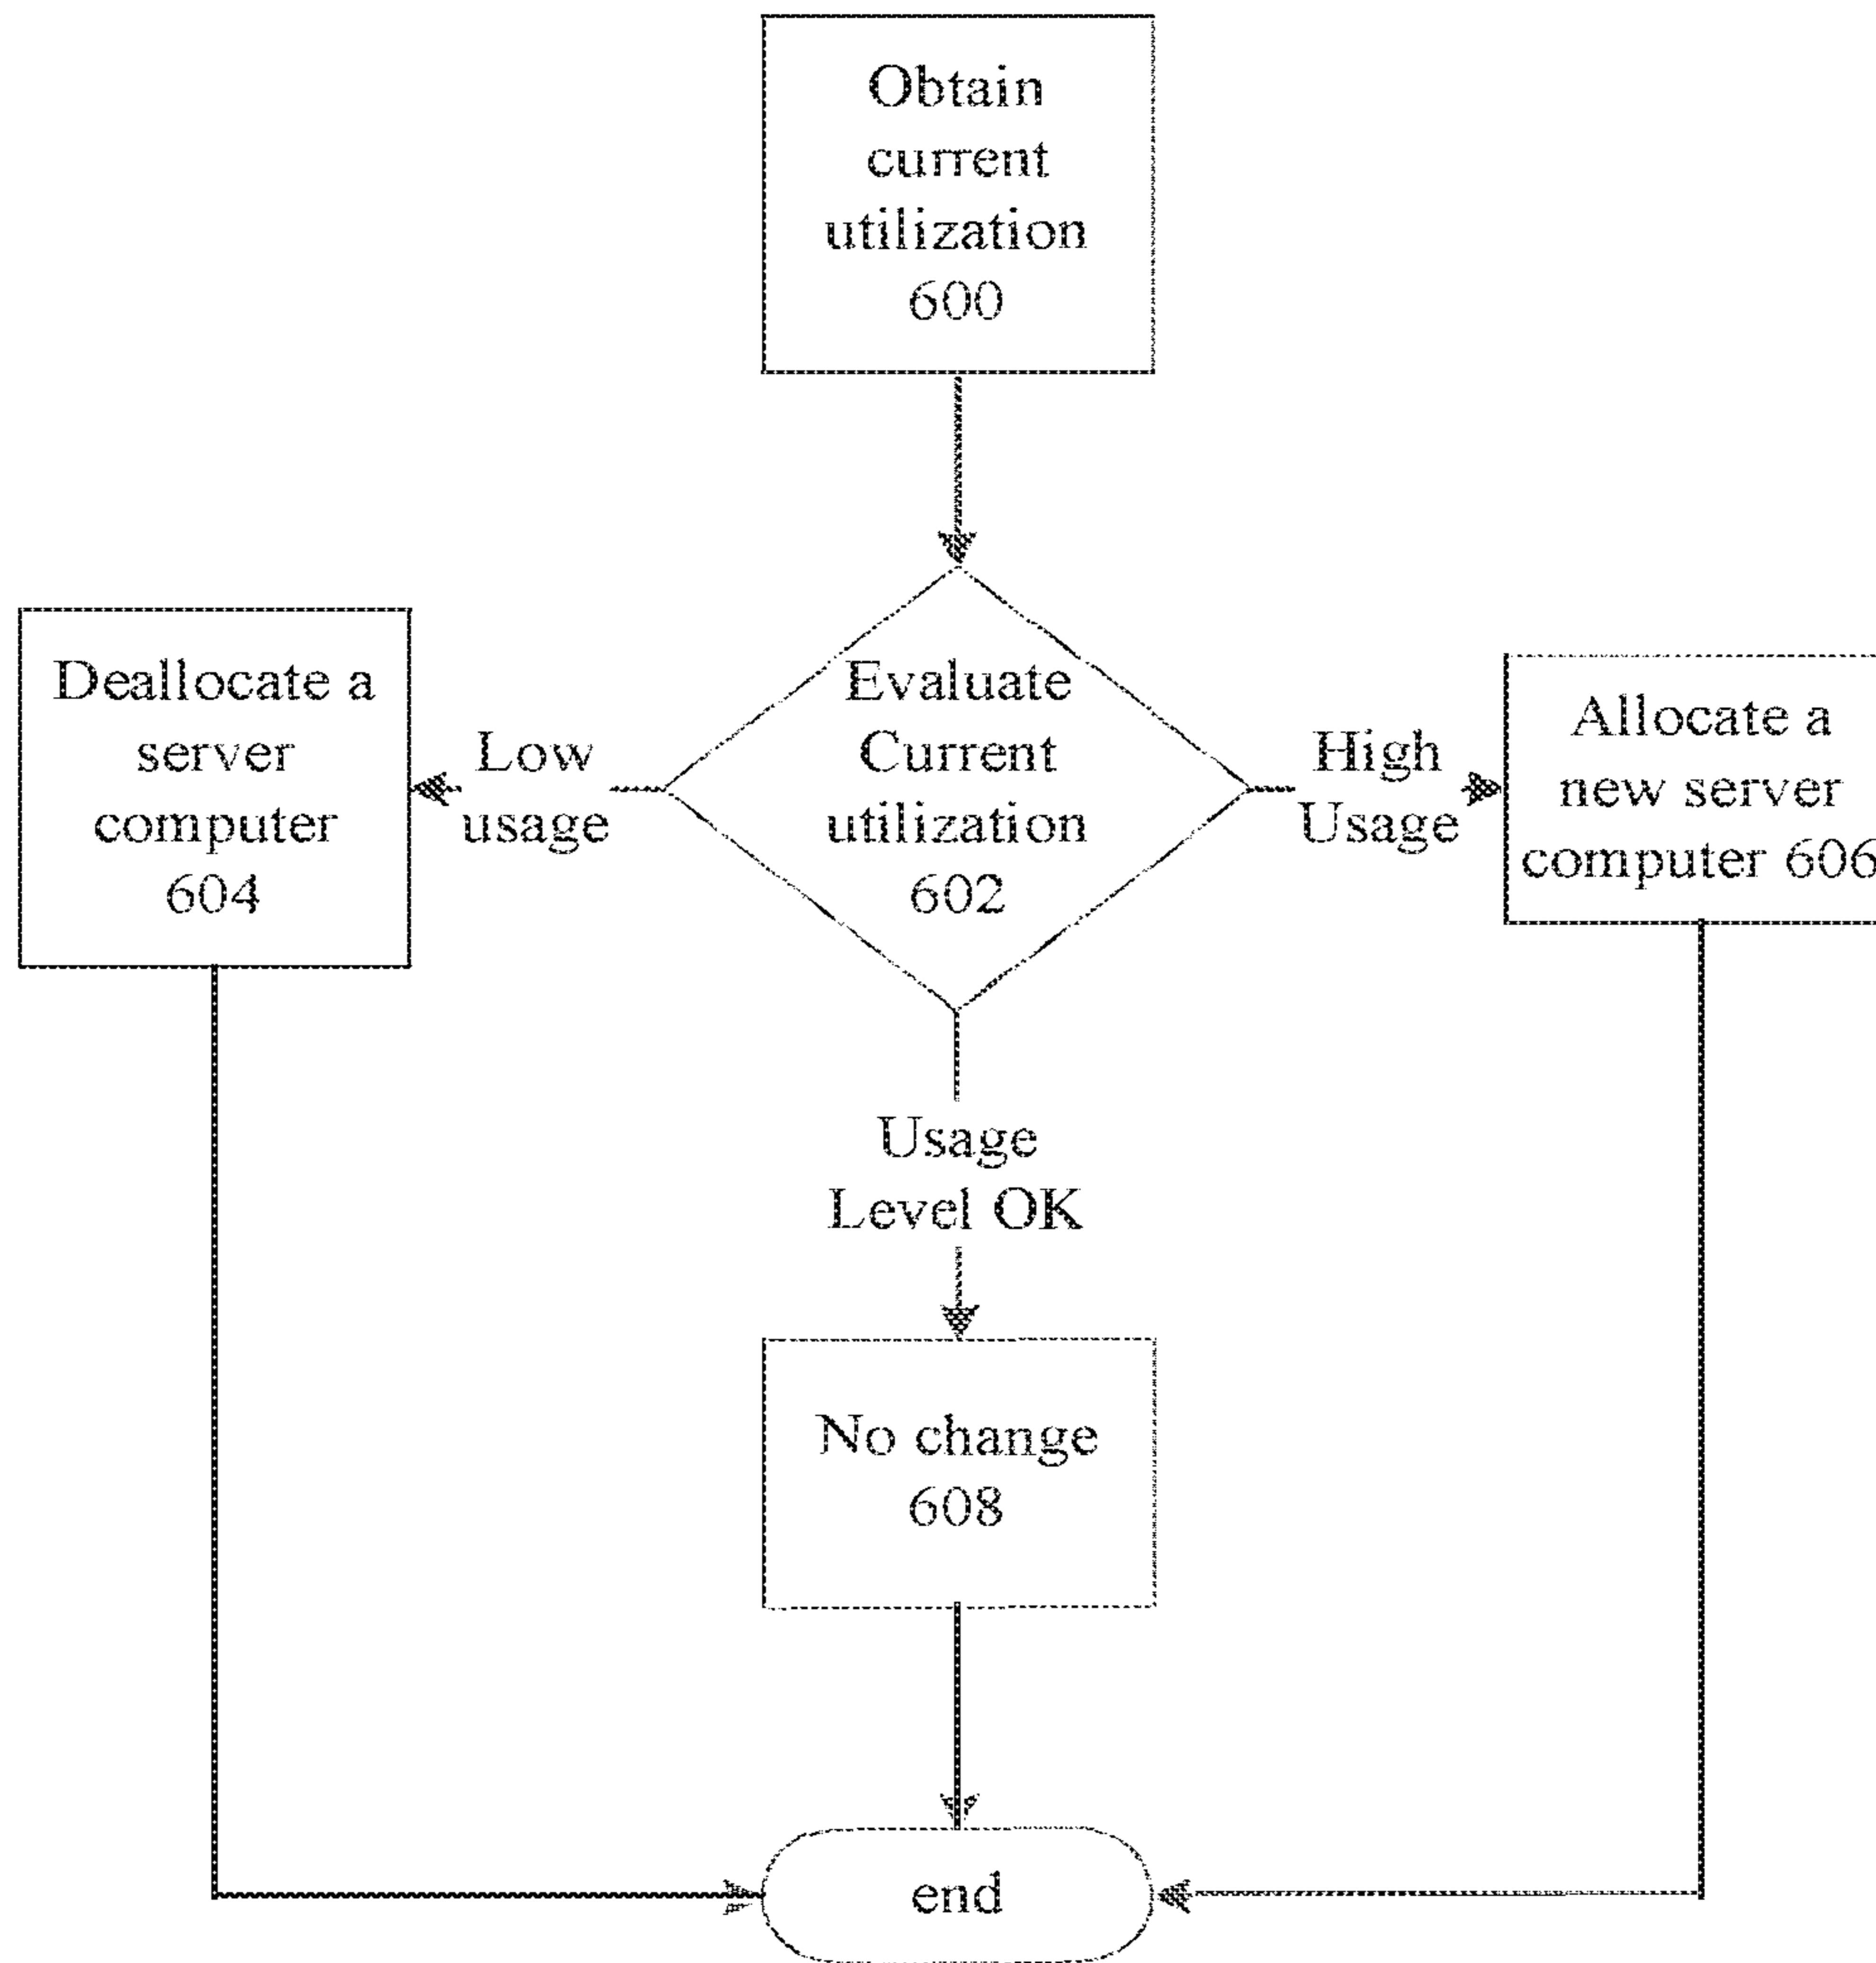 Obtain
current
utilization
600
Deallocate a
server
computer
604
Low
usage
Evaluate
Current
utilization
602
High
Usage
Allocate a
new server
computer 606
Usage
Level OK
No change
608
end